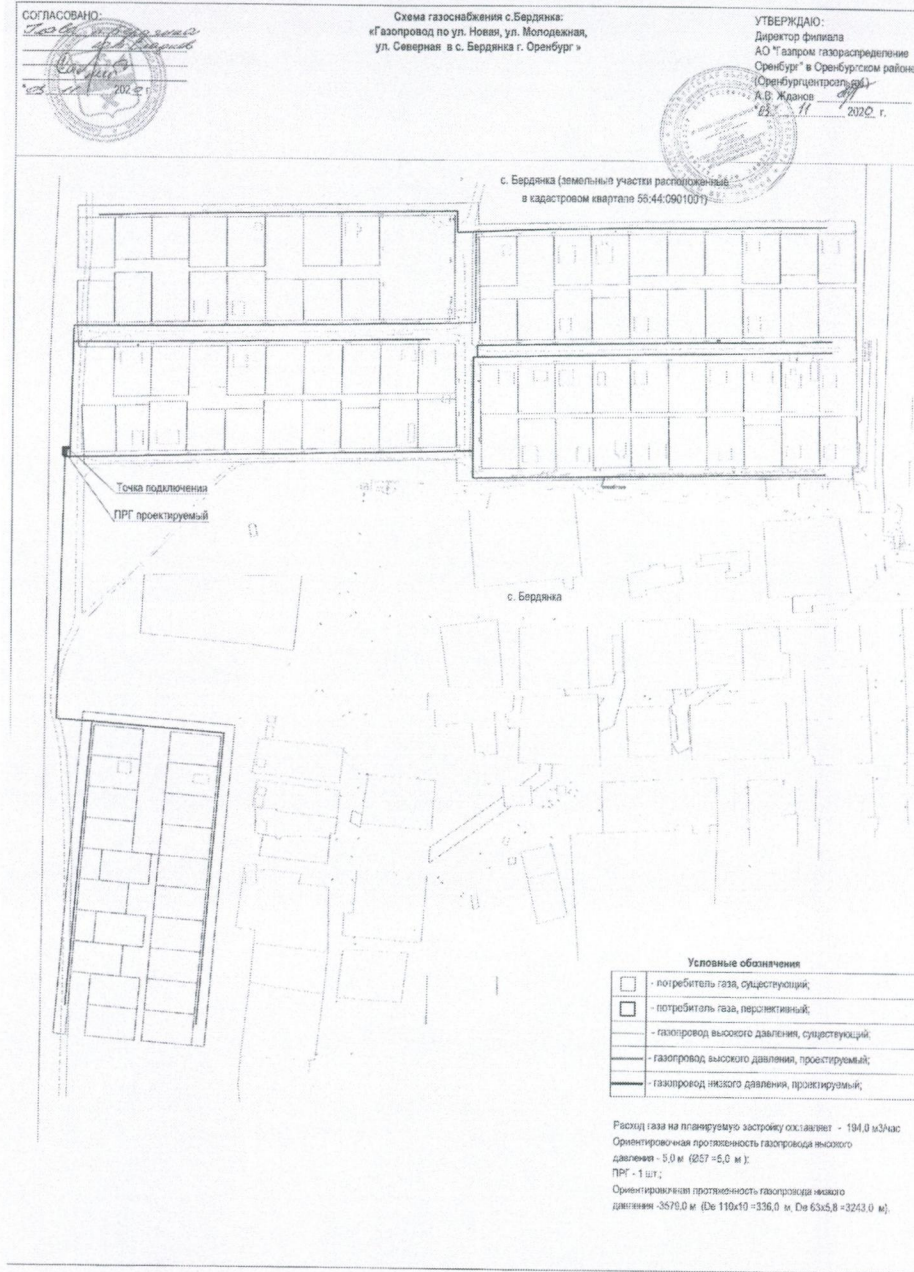 СОГЛАСОВАНО:
2020 г.
Схема газоснабжения с.Бердянка:
«Газопровод по ул. Новая, ул. Молодежная,
ул. Северная в с. Бердянка г. Оренбург »
УТВЕРЖДАЮ:
Директор филиала
АО "Газпром газораспределение
Оренбург" в Оренбургском районе
А.В. Жданов
"03" 11 2020 г.
с. Бердянка (земельные участки расположенные
в кадастровом квартале 56:44:0901001)
Точка подключения
ПРГ проектируемый
с. Бердянка
Условные обозначения
- потребитель газа, существующий;
- потребитель газа, перспективный;
- газопровод высокого давления, существующий;
- газопровод высокого давления, проектируемый;
- газопровод низкого давления, проектируемый;
Расход газа на планируемую застройку составляет - 194,0 м3/час
Ориентировочная протяженность газопровода высокого
давления - 5,0 м (Ø57 =5,0 м );
ПРГ - 1 шт.;
Ориентировочная протяженность газопровода низкого
давления -3579,0 м (De 110x10 =336,0 м, De 63x5,8 =3243,0 м).